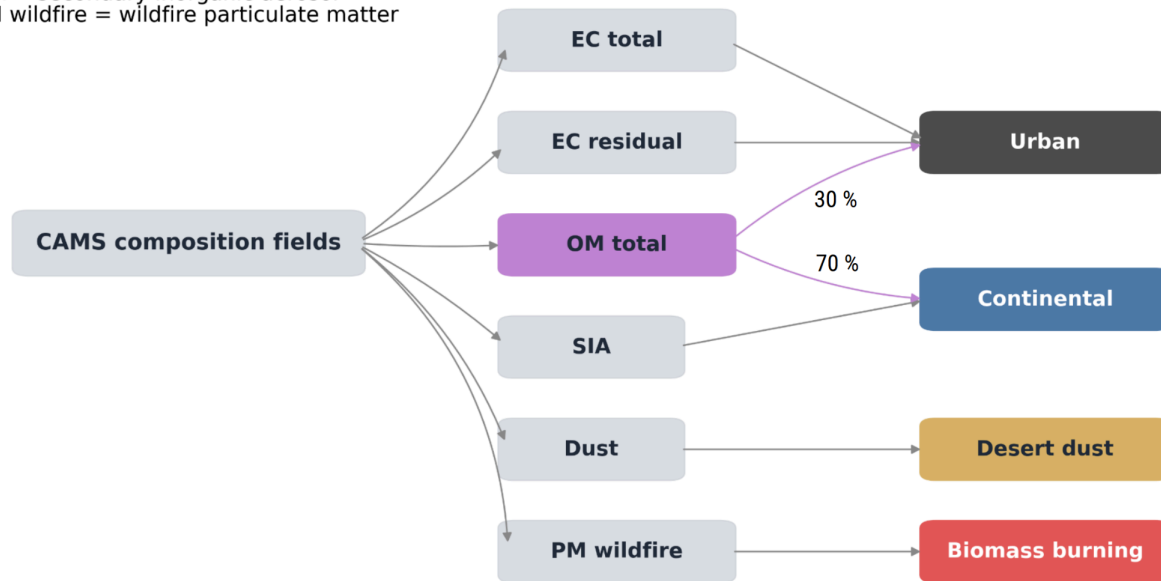 wildfire = wildfire particulate matter
EC total
EC residual
Urban
30 %
CAMS composition fields
OM total
70 %
Continental
SIA
Dust
Desert dust
PM wildfire
Biomass burning